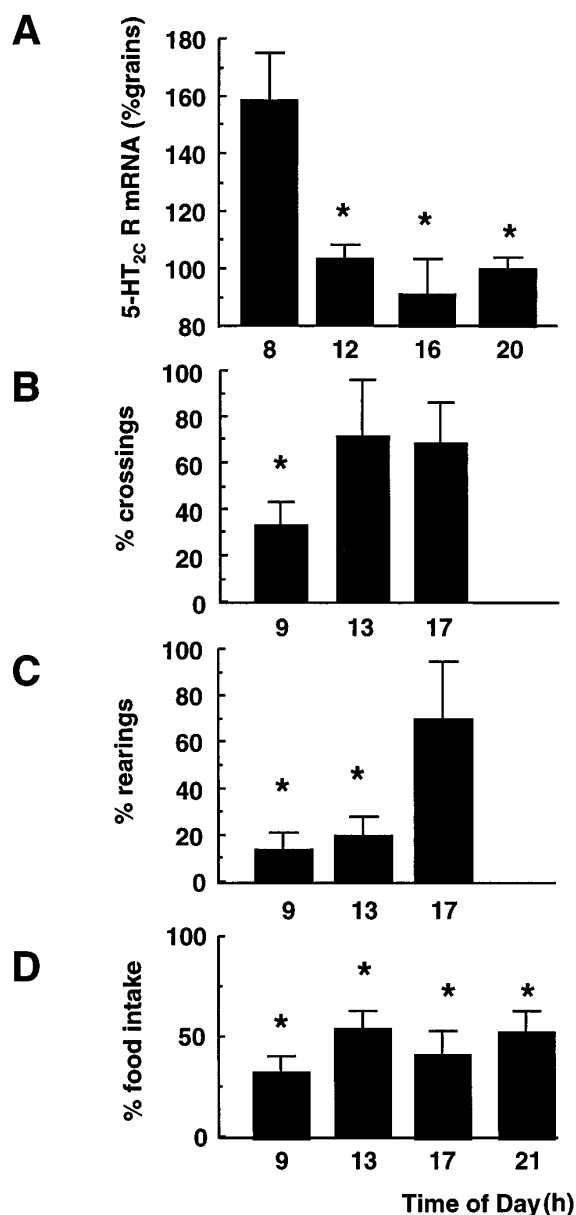 A
5-HT2C R mRNA (%grains)
180
160
140
120
100
80
*
*
*
8 12 16 20
B
% crossings
100
80
60
40
20
0
*
9 13 17
C
% rearings
100
80
60
40
20
0
*
*
9 13 17
D
% food intake
100
50
0
*
*
*
*
9 13 17 21
Time of Day (h)